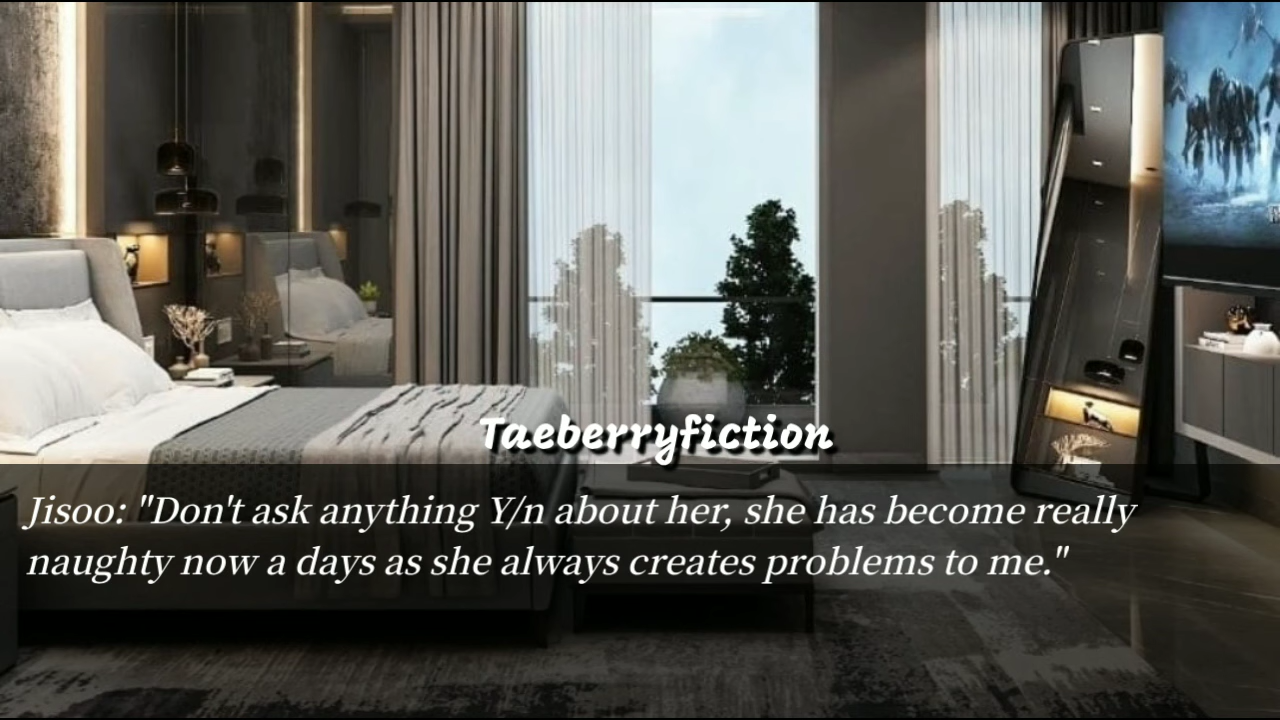 Taeberryfiction
Jisoo: "Don't ask anything Y/n about her, she has become really
naughty now a days as she always creates problems to me."